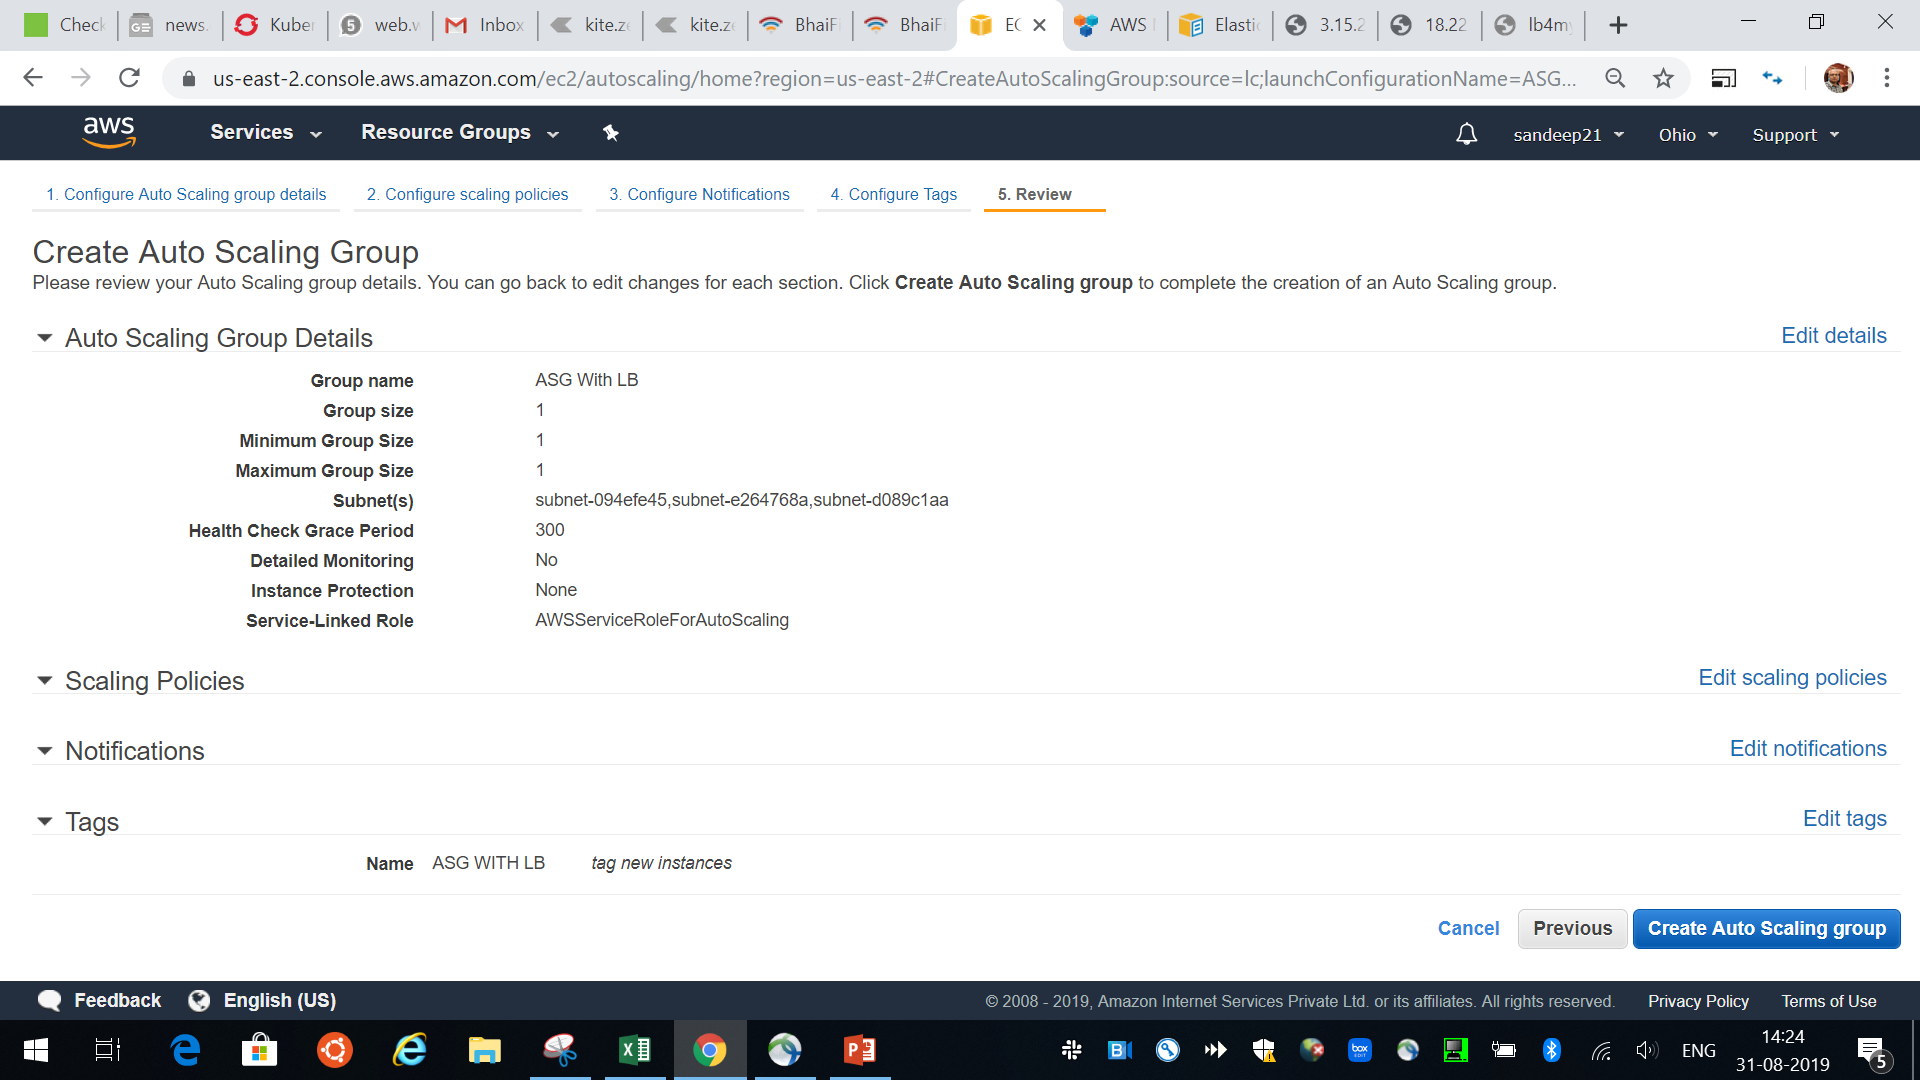 Check
news.
Kuber
web.w
Inbox
kite.ze
kite.ze
BhaiFi
BhaiFi
EC
AWS
Elastic
3.15.2
18.22
lb4my
us-east-2.console.aws.amazon.com/ec2/autoscaling/home?region=us-east-2#CreateAutoScalingGroup:source=lc;launchConfigurationName=ASG...
aws
Services
Resource Groups
sandeep21
Ohio
Support
1. Configure Auto Scaling group details
2. Configure scaling policies
3. Configure Notifications
4. Configure Tags
5. Review
Create Auto Scaling Group
Please review your Auto Scaling group details. You can go back to edit changes for each section. Click Create Auto Scaling group to complete the creation of an Auto Scaling group.
Auto Scaling Group Details
Edit details
Group name ASG With LB
Group size 1
Minimum Group Size 1
Maximum Group Size 1
Subnet(s) subnet-094efe45,subnet-e264768a,subnet-d089c1aa
Health Check Grace Period 300
Detailed Monitoring No
Instance Protection None
Service-Linked Role AWSServiceRoleForAutoScaling
Scaling Policies
Edit scaling policies
Notifications
Edit notifications
Tags
Edit tags
Name ASG WITH LB tag new instances
Cancel
Previous
Create Auto Scaling group
Feedback
English (US)
© 2008 - 2019, Amazon Internet Services Private Ltd. or its affiliates. All rights reserved.
Privacy Policy
Terms of Use
ENG
14:24
31-08-2019
5